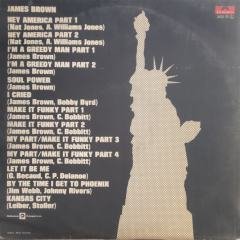 JAMES BROWN
HEY AMERICA PART 1
(Nat Jones, A. Williams Jones)
HEY AMERICA PART 2
(Nat Jones, A. Williams Jones)
I'M A GREEDY MAN PART 1
(James Brown)
I'M A GREEDY MAN PART 2
(James Brown)
SOUL POWER
(James Brown)
I CRIED
(James Brown, Bobby Byrd)
MAKE IT FUNKY PART 1
(James Brown, C. Bobbitt)
MAKE IT FUNKY PART 2
(James Brown, C. Bobbitt)
MY PART/MAKE IT FUNKY PART 3
(James Brown, C. Bobbitt)
MY PART/MAKE IT FUNKY PART 4
(James Brown, C. Bobbitt)
LET IT BE ME
(G. Becaud, C. P. Delanoe)
BY THE TIME I GET TO PHOENIX
(Jim Webb, Johnny Rivers)
KANSAS CITY
(Leiber, Stoller)